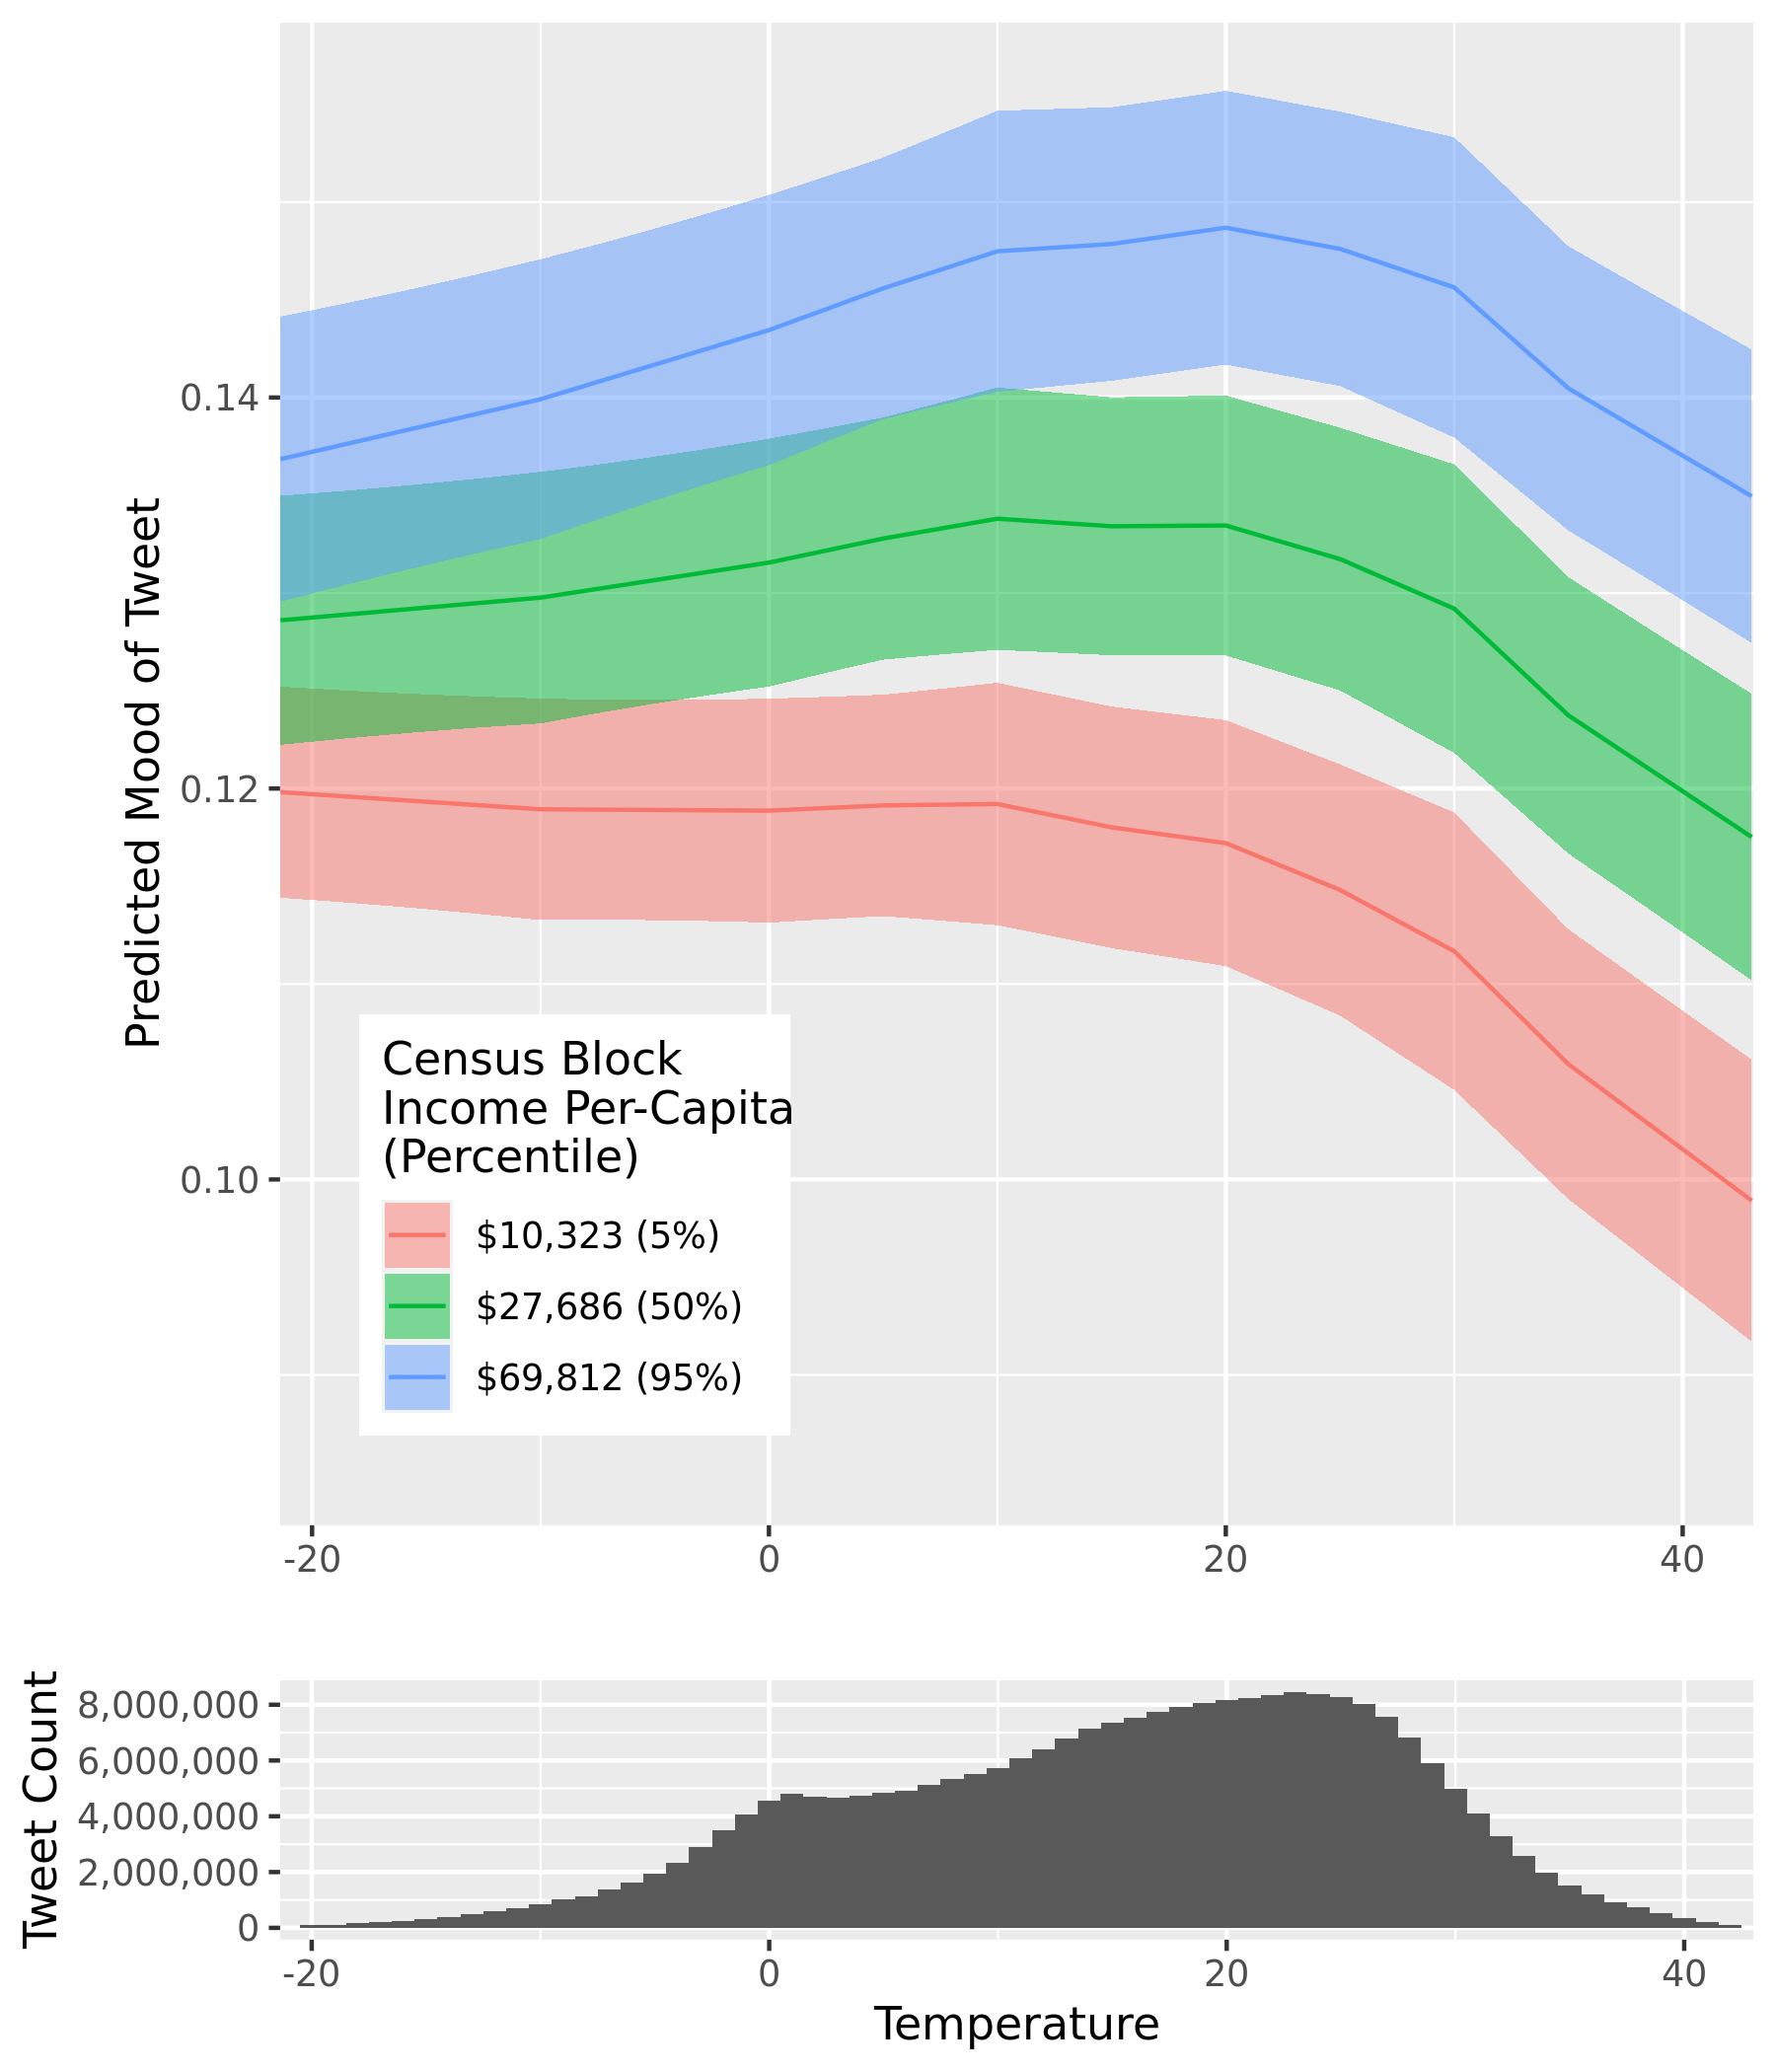 Predicted Mood of Tweet
0.14
0.12
0.10
Census Block
Income Per-Capita
(Percentile)
$10,323 (5%)
$27,686 (50%)
$69,812 (95%)
-20 0 20 40
Tweet Count
8,000,000
6,000,000
4,000,000
2,000,000
0
-20 0 20 40
Temperature